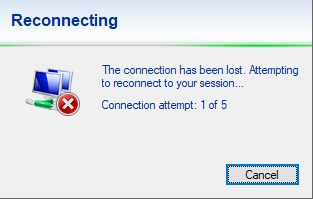 Reconnecting
The connection has been lost. Attempting
to reconnect to your session...
Connection attempt: 1 of 5
Cancel